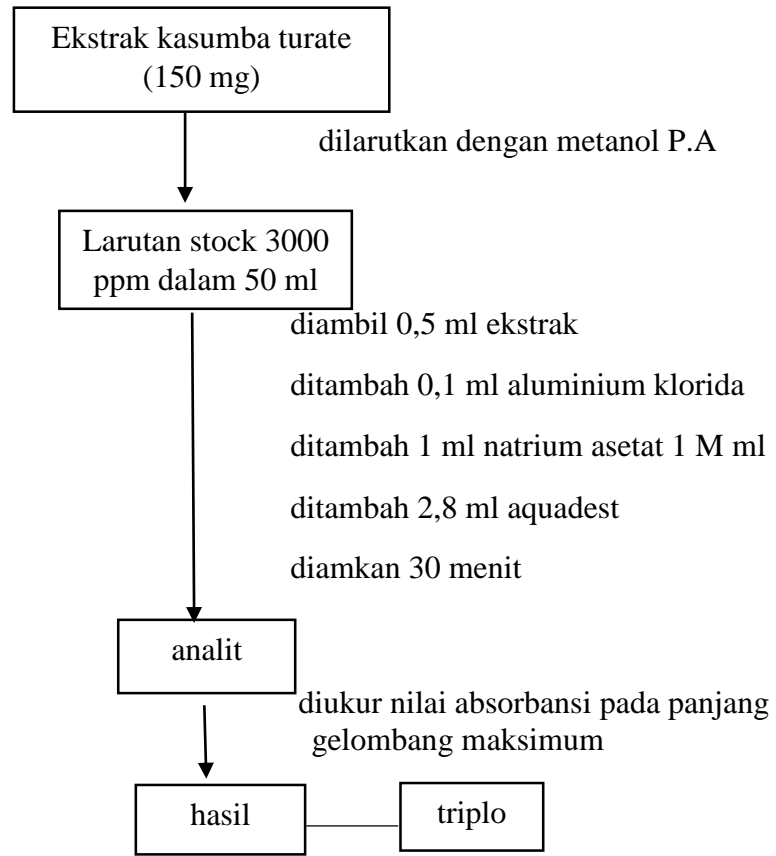 Ekstrak kasumba turate
(150 mg)
dilarutkan dengan metanol P.A
Larutan stock 3000
ppm dalam 50 ml
diambil 0,5 ml ekstrak
ditambah 0,1 ml aluminium klorida
ditambah 1 ml natrium asetat 1 M ml
ditambah 2,8 ml aquadest
diamkan 30 menit
analit
diukur nilai absorbansi pada panjang
gelombang maksimum
hasil
triplo